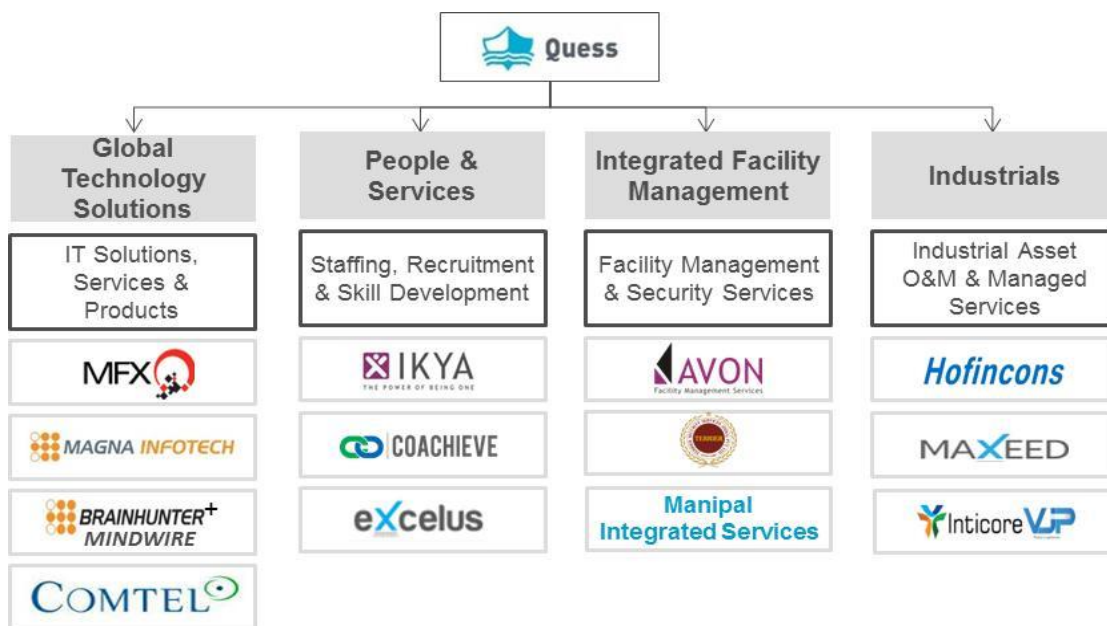 Quess
Global
Technology
Solutions
IT Solutions,
Services &
Products
MFX
MAGNA INFOTECH
BRAINHUNTER+
MINDWIRE
COMTEL
People &
Services
Staffing, Recruitment
& Skill Development
IKYA
THE POWER OF BEING ONE
COACHIEVE
eXcelus
Integrated Facility
Management
Facility Management
& Security Services
AVON
Facility Management Services
Manipal
Integrated Services
Industrials
Industrial Asset
O&M & Managed
Services
Hofincons
MAXEED
Inticore VJP